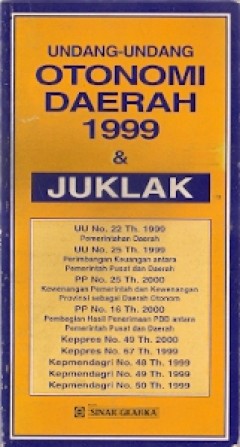 UNDANG-UNDANG
OTONOMI
DAERAH
1999
&
JUKLAK
UU No. 22 Th. 1999
Pemerintahan Daerah
UU No. 25 Th. 1999
Perimbangan Keuangan antara
Pemerintah Pusat dan Daerah
PP No. 25 Th. 2000
Kewenangan Pemerintah dan Kewenangan
Provinsi sebagai Daerah Otonom
PP No. 16 Th. 2000
Pembagian Hasil Penerimaan PBB antara
Pemerintah Pusat dan Daerah
Keppres No. 49 Th. 2000
Keppres No. 67 Th. 1999
Kepmendagri No. 48 Th. 1999
Kepmendagri No. 49 Th. 1999
Kepmendagri No. 50 Th. 1999
SINAR GRAFIKA